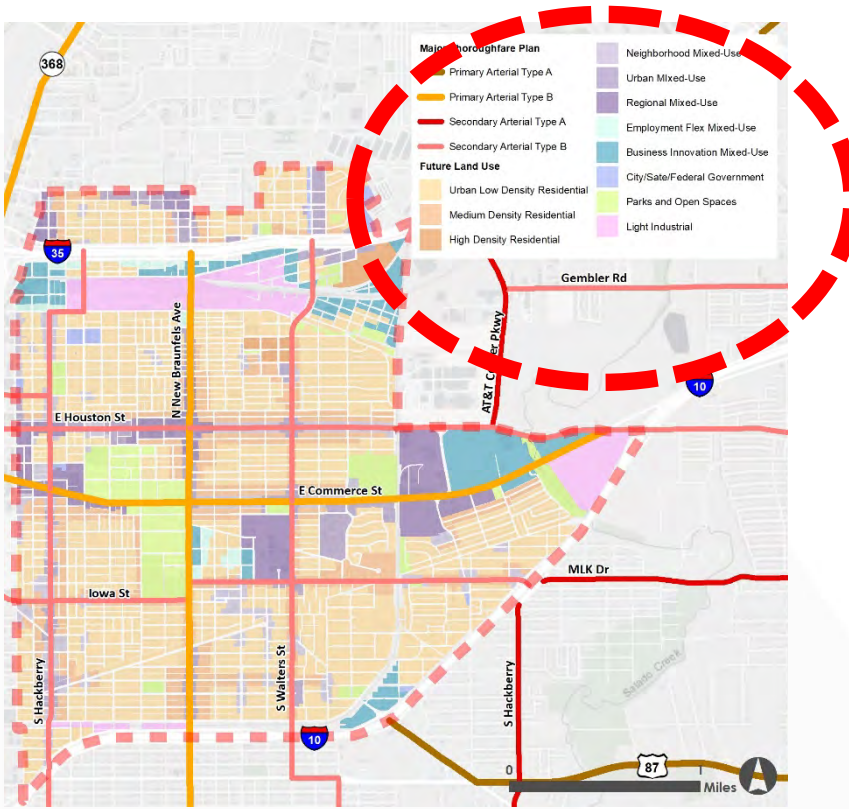 368
Major Thoroughfare Plan
Primary Arterial Type A
Primary Arterial Type B
Secondary Arterial Type A
Secondary Arterial Type B
Future Land Use
Urban Low Density Residential
Medium Density Residential
High Density Residential
Neighborhood Mixed-Use
Urban MIxed-Use
Regional Mixed-Use
Employment Flex Mixed-Use
Business Innovation Mixed-Use
City/Sate/Federal Government
Parks and Open Spaces
Light Industrial
35
Gembler Rd
N New Braunfels Ave
AT&T Center Pkwy
10
E Houston St
E Commerce St
MLK Dr
Iowa St
S Hackberry
S Walters St
S Hackberry
Salado Creek
10
87
0 1
Miles